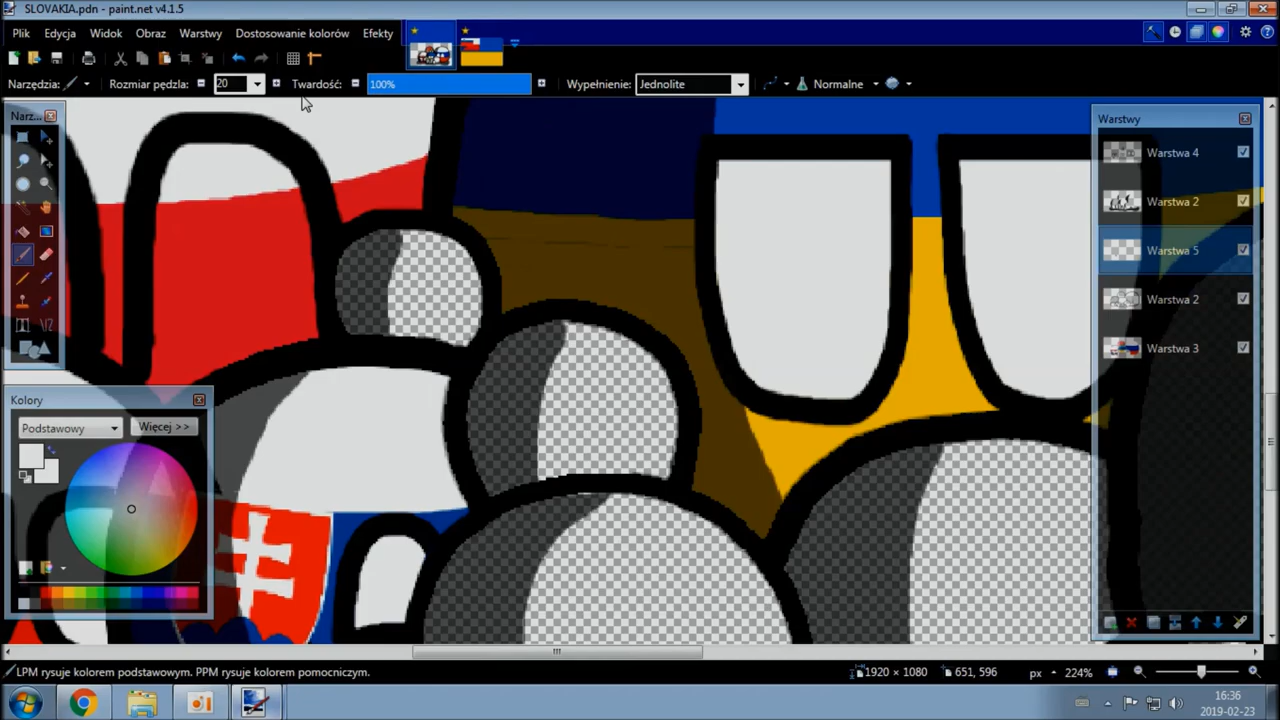 SLOVAKIA.pdn - paint.net v4.1.5
Plik Edycja Widok Obraz Warstwy Dostosowanie kolorów Efekty
Narzędzia: Rozmiar pędzla: 20 Twardość: 100% Wypełnienie: Jednolite Normalne
Narz...
Warstwy
Warstwa 4
Warstwa 2
Warstwa 5
Warstwa 2
Warstwa 3
Kolory
Podstawowy Więcej >>
LPM rysuje kolorem podstawowym. PPM rysuje kolorem pomocniczym. 1920 × 1080 651, 596 px 224%
16:36
2019-02-23